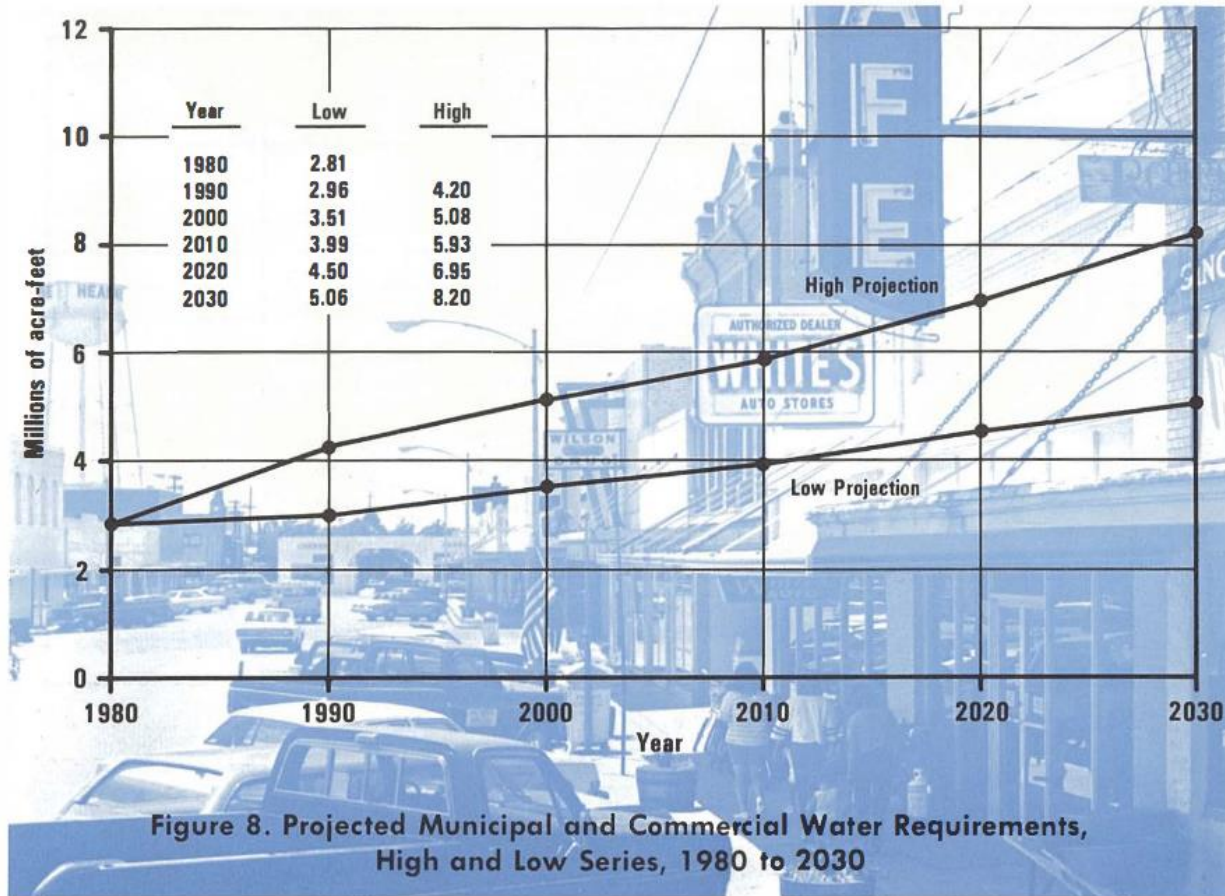 12
10
8
6
4
2
0
Millions of acre-feet
Year Low High
1980 2.81
1990 2.96 4.20
2000 3.51 5.08
2010 3.99 5.93
2020 4.50 6.95
2030 5.06 8.20
High Projection
Low Projection
AFE
AUTHORIZED DEALER
WHITE'S
AUTO STORES
WILSON
HEARNE
1980 1990 2000 2010 2020 2030
Year
Figure 8. Projected Municipal and Commercial Water Requirements,
High and Low Series, 1980 to 2030